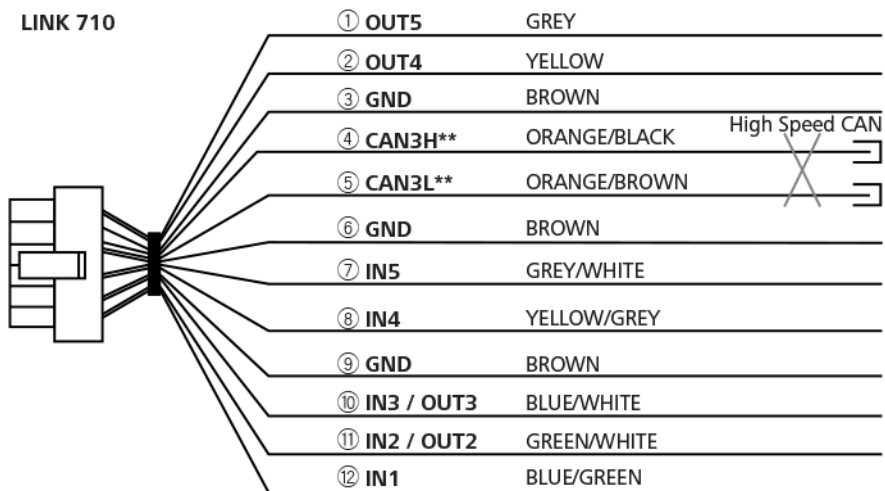 LINK 710
① OUT5 GREY
② OUT4 YELLOW
③ GND BROWN
High Speed CAN
④ CAN3H** ORANGE/BLACK
⑤ CAN3L** ORANGE/BROWN
⑥ GND BROWN
⑦ IN5 GREY/WHITE
⑧ IN4 YELLOW/GREY
⑨ GND BROWN
⑩ IN3 / OUT3 BLUE/WHITE
⑪ IN2 / OUT2 GREEN/WHITE
⑫ IN1 BLUE/GREEN